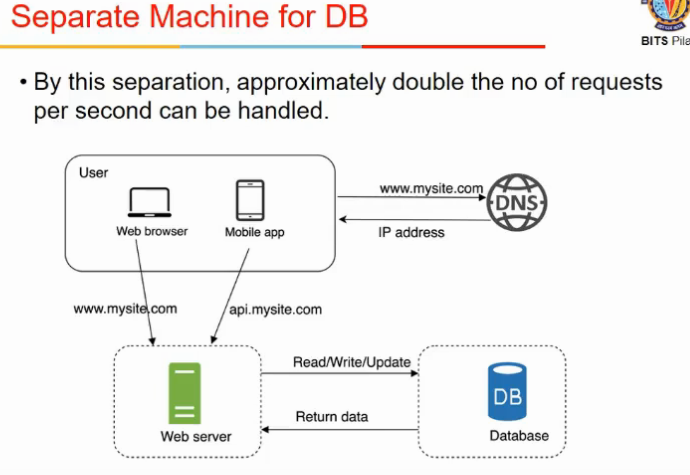 Separate Machine for DB
BITS Pila
• By this separation, approximately double the no of requests
per second can be handled.
User
Web browser
Mobile app
www.mysite.com
DNS
IP address
www.mysite.com
api.mysite.com
Web server
Read/Write/Update
Return data
DB
Database